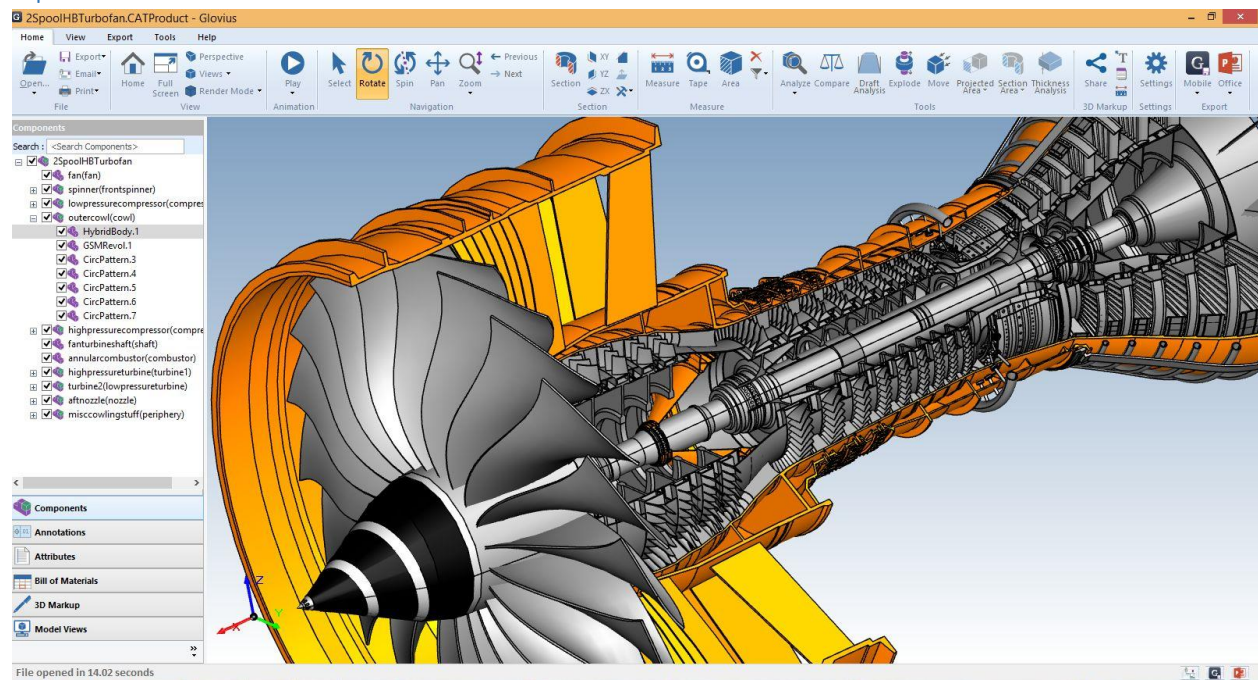 2SpoolHBTurbofan.CATProduct - Glovius
Home View Export Tools Help
Open...
Export
Email
Print
File
Home
Full Screen
Perspective
Views
Render Mode
View
Play
Animation
Select
Rotate
Spin
Pan
Zoom
Previous
Next
Navigation
Section
XY
YZ
ZX
Section
Measure
Tape
Area
Measure
Analyze
Compare
Draft Analysis
Explode
Move
Projected Area
Section Area
Thickness Analysis
Tools
Share
3D Markup
Settings
Settings
Mobile
Office
Export
Components
Search : <Search Components>
2SpoolHBTurbofan
fan(fan)
spinner(frontspinner)
lowpressurecompressor(compres
outercowl(cowl)
HybridBody.1
GSMRevol.1
CircPattern.3
CircPattern.4
CircPattern.5
CircPattern.6
CircPattern.7
highpressurecompressor(compre
fanturbineshaft(shaft)
annularcombustor(combustor)
highpressureturbine(turbine1)
turbine2(lowpressureturbine)
aftnozzle(nozzle)
misccowlingstuff(periphery)
Components
Annotations
Attributes
Bill of Materials
3D Markup
Model Views
Z
Y
X
File opened in 14.02 seconds